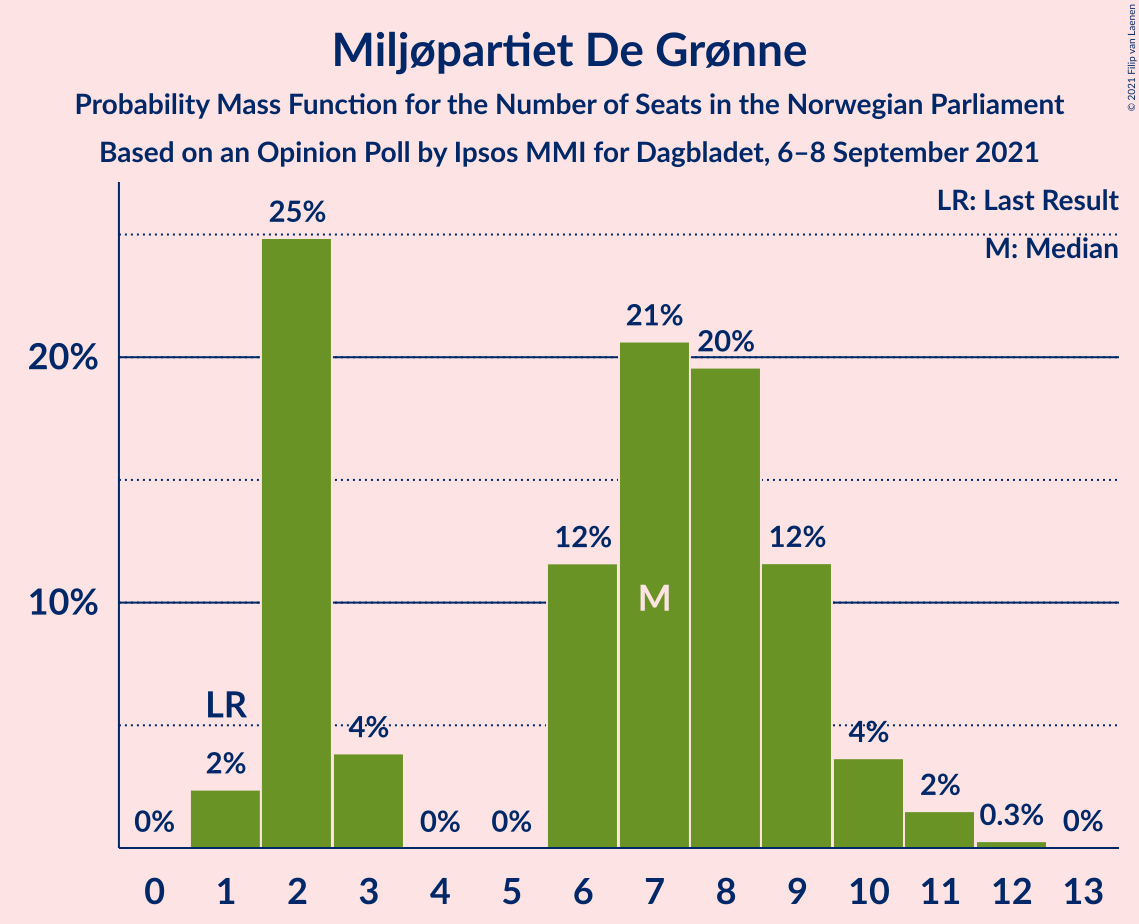 Miljøpartiet De Grønne
Probability Mass Function for the Number of Seats in the Norwegian Parliament
Based on an Opinion Poll by Ipsos MMI for Dagbladet, 6–8 September 2021
© 2021 Filip van Laenen
LR: Last Result
M: Median
25%
21%
20%
20%
12%
12%
M
10%
LR
4%
4%
2%
2%
0%
0%
0%
0.3%
0%
0 1 2 3 4 5 6 7 8 9 10 11 12 13